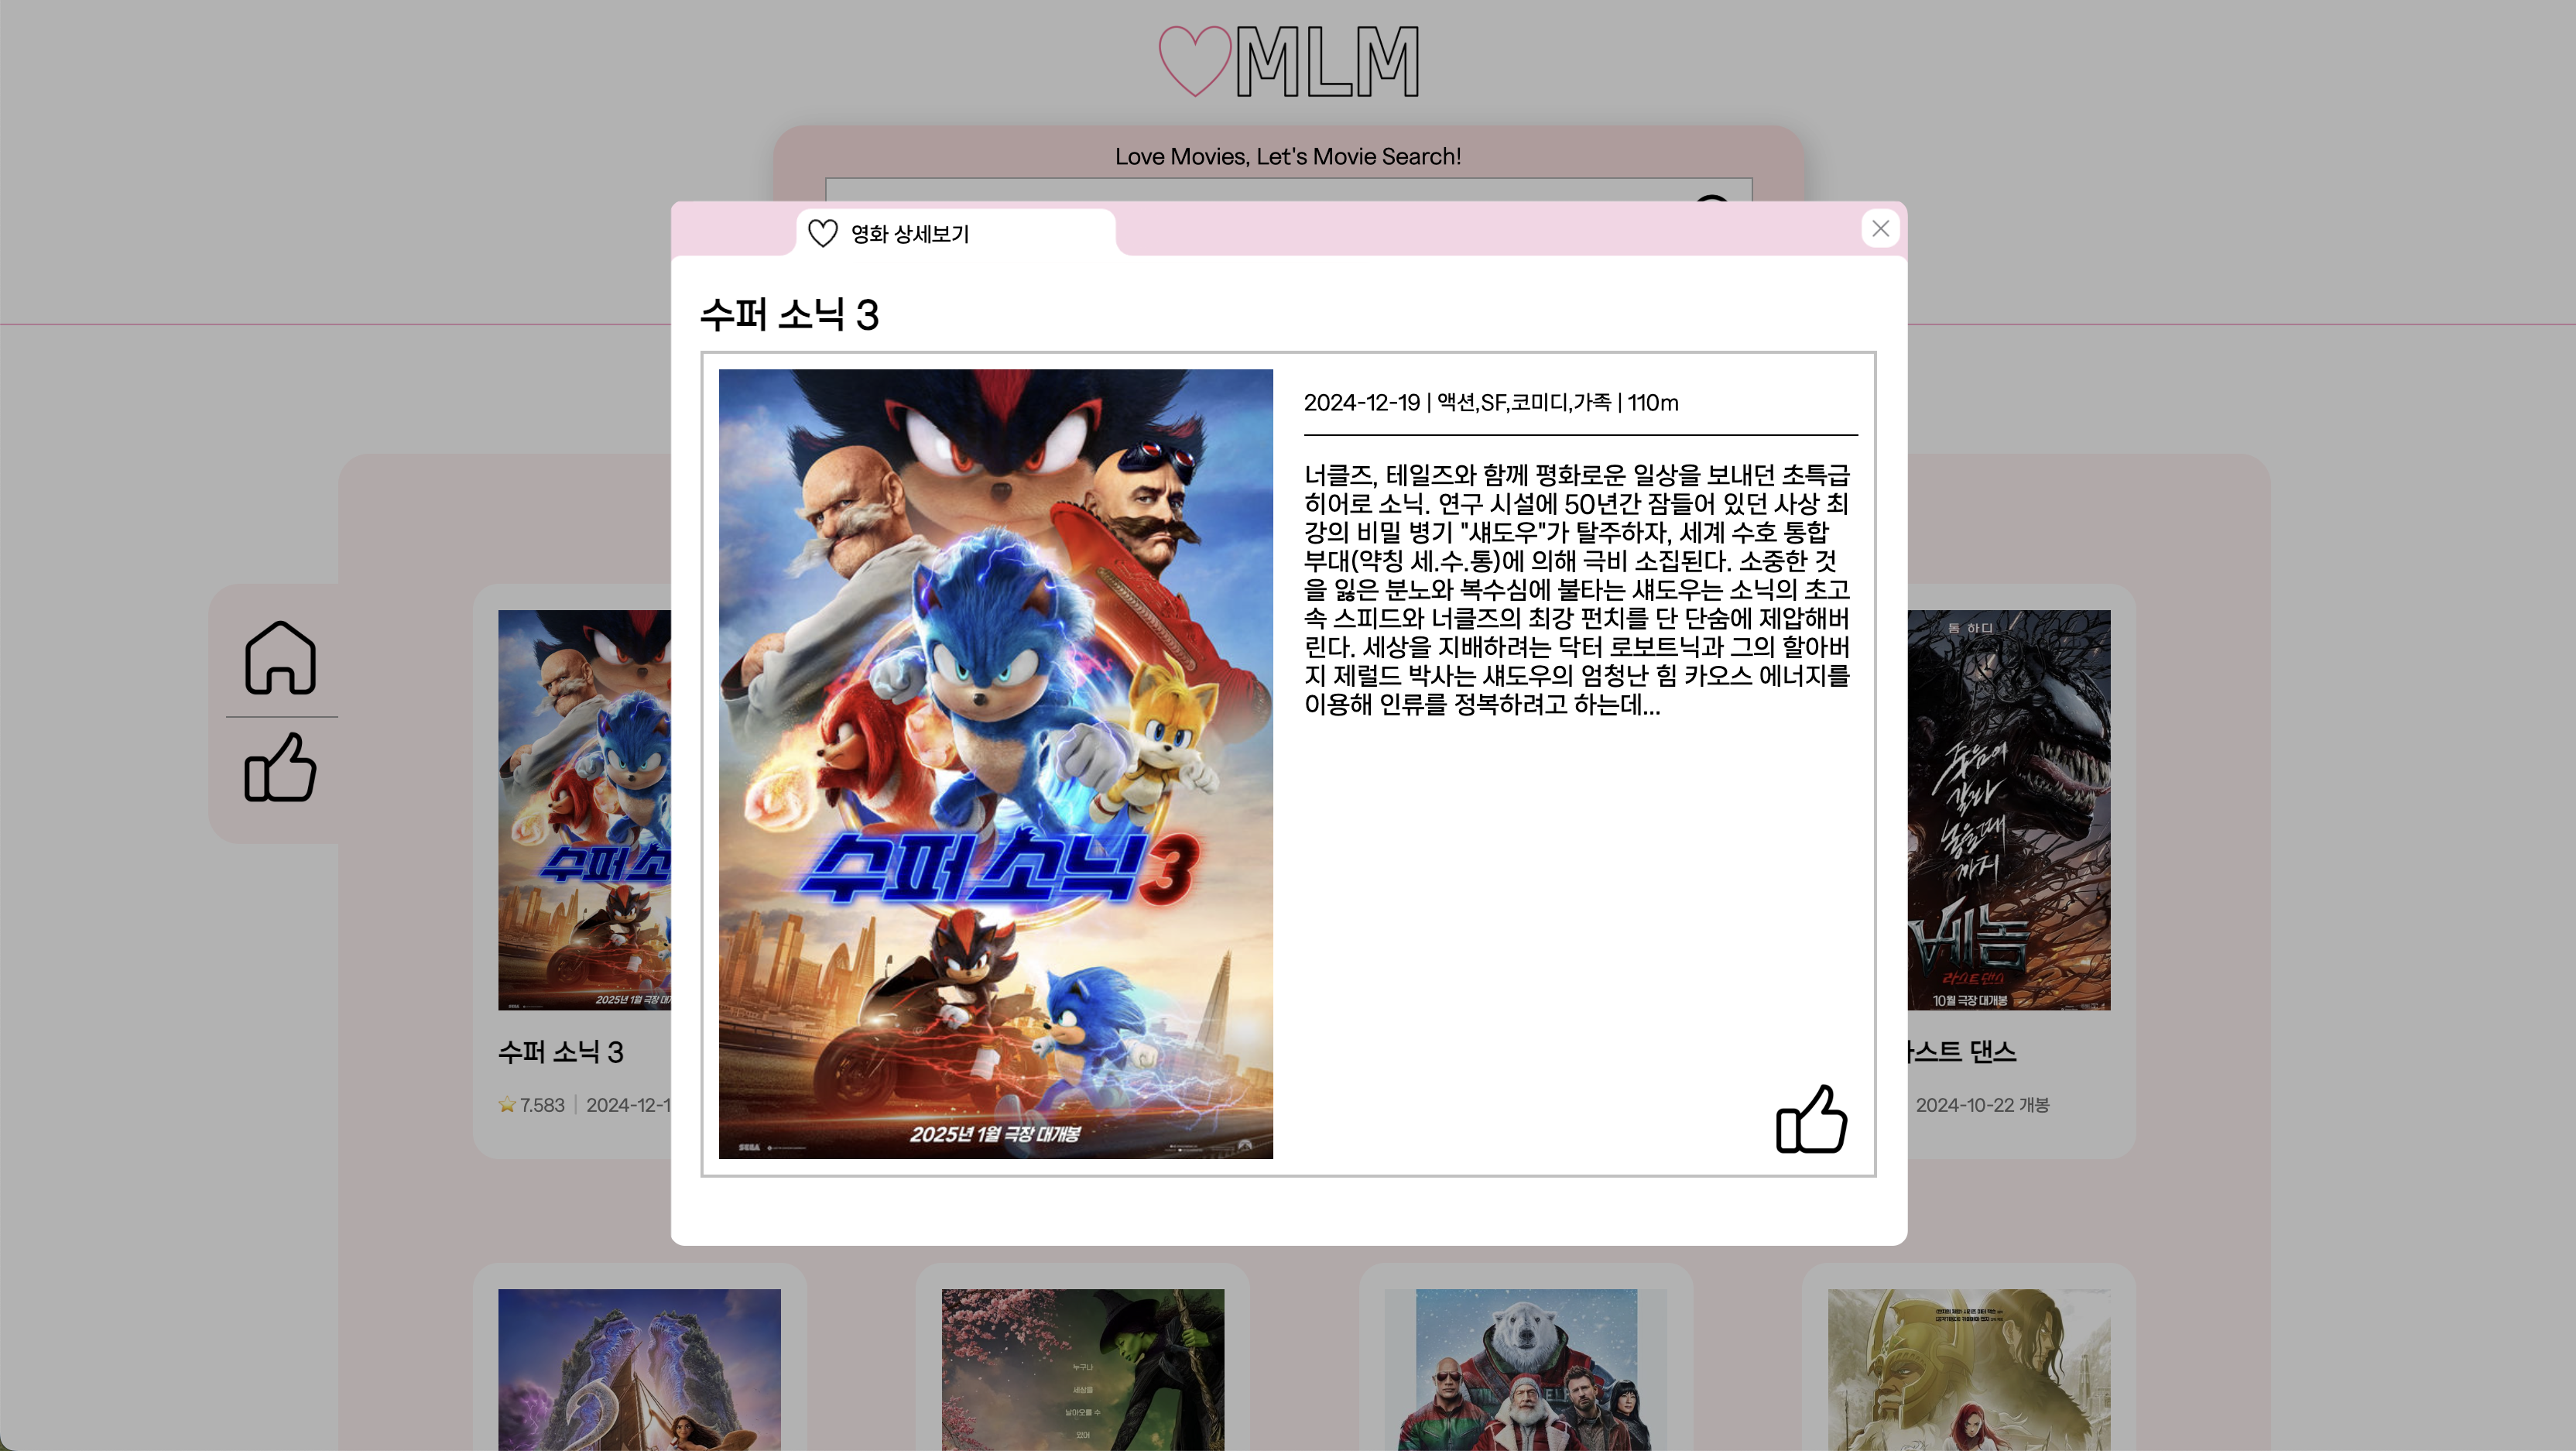 MLM
Love Movies, Let's Movie Search!
영화 상세보기
수퍼 소닉 3
수퍼 소닉 3
2025년 1월 극장 대개봉
SEGA
2024-12-19 | 액션,SF,코미디,가족 | 110m
너클즈, 테일즈와 함께 평화로운 일상을 보내던 초특급
히어로 소닉. 연구 시설에 50년간 잠들어 있던 사상 최
강의 비밀 병기 "섀도우"가 탈주하자, 세계 수호 통합
부대(약칭 세.수.통)에 의해 극비 소집된다. 소중한 것
을 잃은 분노와 복수심에 불타는 섀도우는 소닉의 초고
속 스피드와 너클즈의 최강 펀치를 단 단숨에 제압해버
린다. 세상을 지배하려는 닥터 로보트닉과 그의 할아버
지 제럴드 박사는 섀도우의 엄청난 힘 카오스 에너지를
이용해 인류를 정복하려고 하는데...
수퍼 소
2025년 1월 극장 대개
수퍼 소닉 3
7.583 | 2024-12-1
톰 하디
죽음이
갈라
놓을 때
까지
베놈
라스트 댄스
10월 극장 대개봉
스트 댄스
2024-10-22 개봉
누구나
세상을
날아오를 수
있어